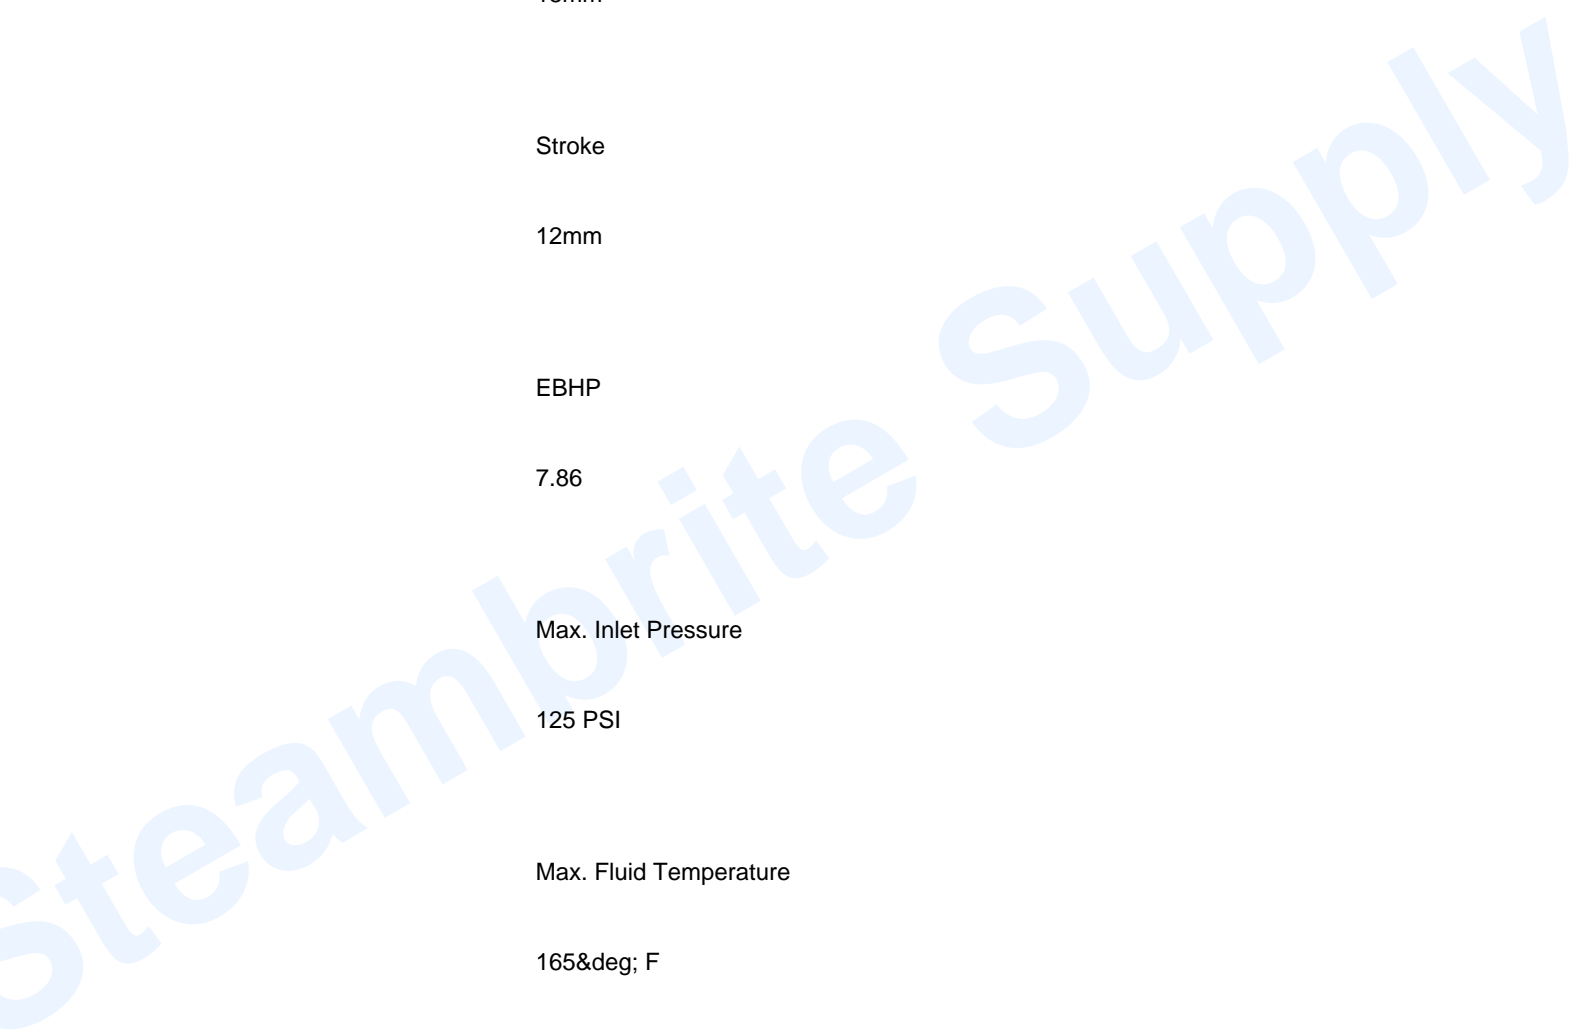 Stroke
12mm
EBHP
7.86
Max. Inlet Pressure
125 PSI
Max. Fluid Temperature
165&deg; F
Steambrite Supply